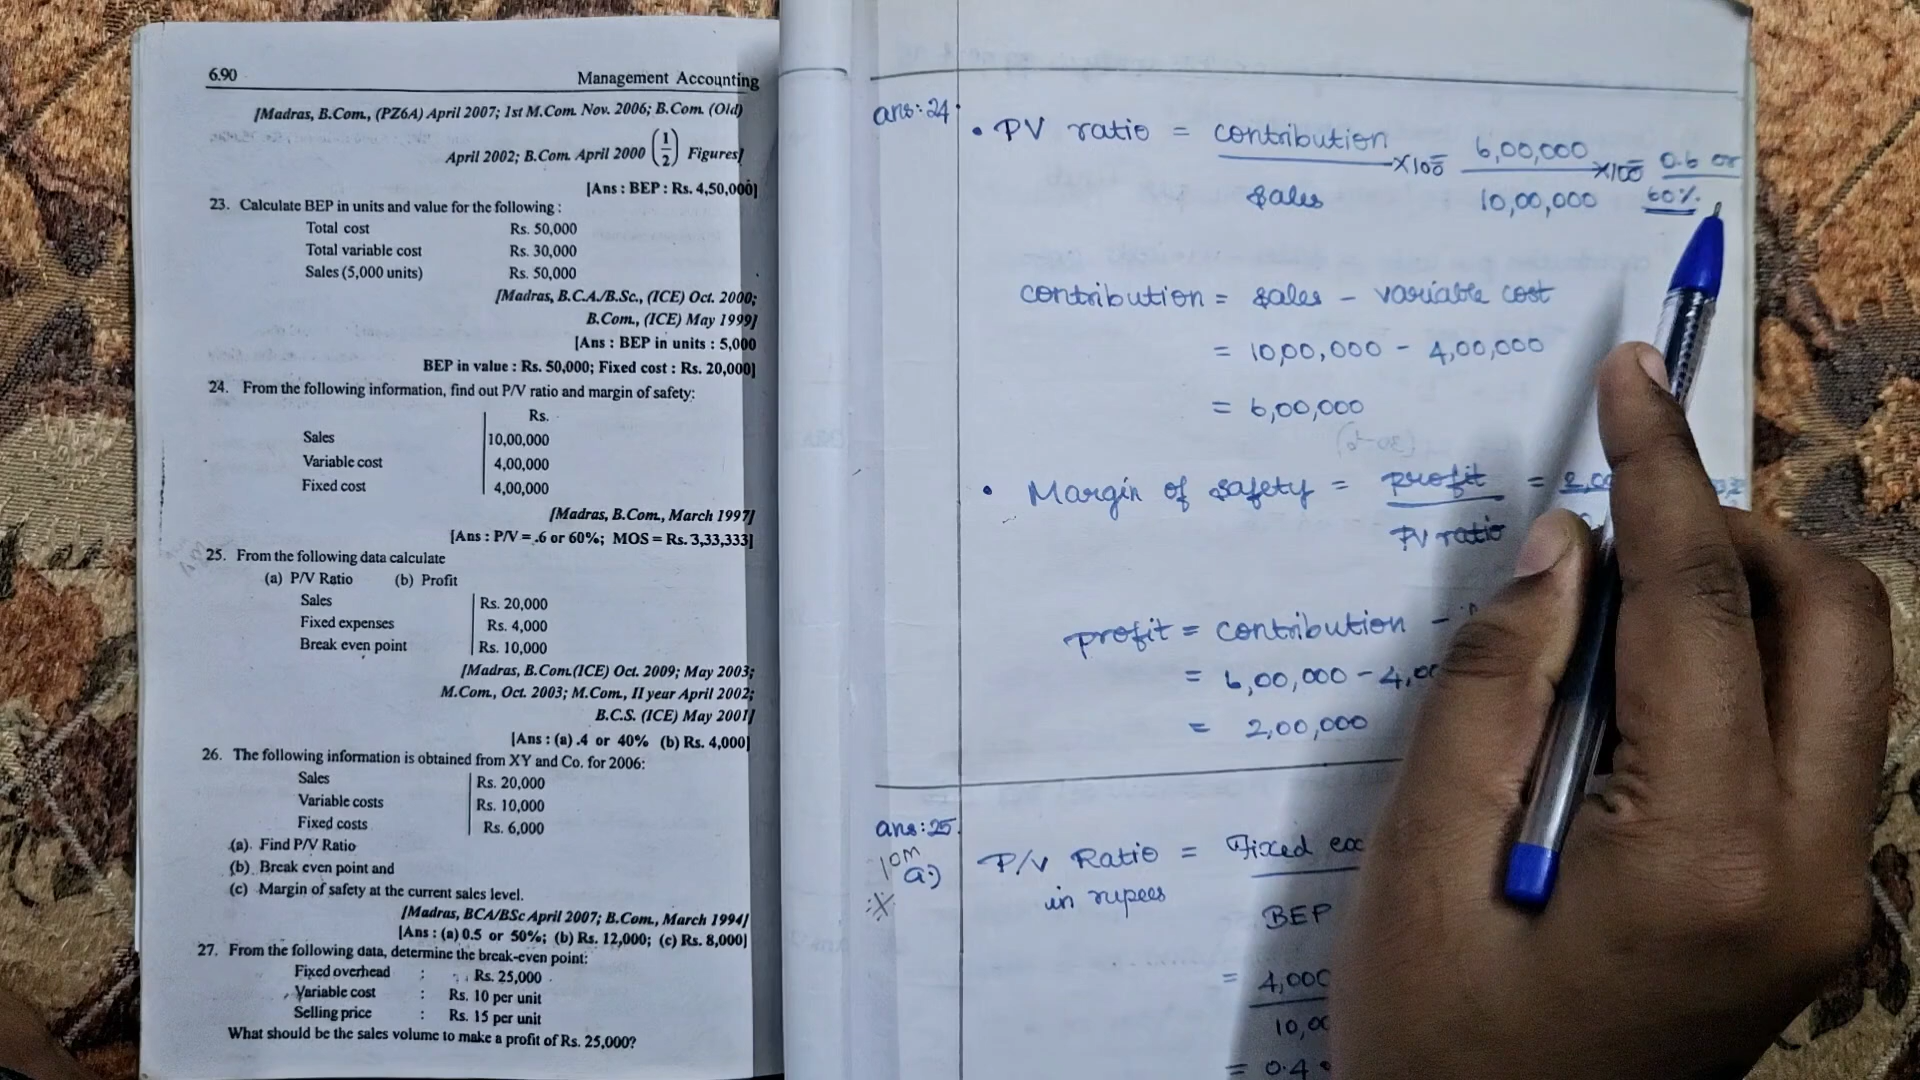 6.90
Management Accounting
[Madras, B.Com., (PZ6A) April 2007; 1st M.Com. Nov. 2006; B.Com. (Old)
April 2002; B.Com. April 2000 (1/2) Figures]
[Ans : BEP : Rs. 4,50,000]
23. Calculate BEP in units and value for the following :
Total cost Rs. 50,000
Total variable cost Rs. 30,000
Sales (5,000 units) Rs. 50,000
[Madras, B.C.A./B.Sc., (ICE) Oct. 2000;
B.Com., (ICE) May 1999]
[Ans : BEP in units : 5,000
BEP in value : Rs. 50,000; Fixed cost : Rs. 20,000]
24. From the following information, find out P/V ratio and margin of safety:
Rs.
Sales 10,00,000
Variable cost 4,00,000
Fixed cost 4,00,000
[Madras, B.Com., March 1997]
[Ans : P/V = .6 or 60%; MOS = Rs. 3,33,333]
25. From the following data calculate
(a) P/V Ratio (b) Profit
Sales Rs. 20,000
Fixed expenses Rs. 4,000
Break even point Rs. 10,000
[Madras, B.Com.(ICE) Oct. 2009; May 2003;
M.Com., Oct. 2003; M.Com., II year April 2002;
B.C.S. (ICE) May 2001]
[Ans : (a) .4 or 40% (b) Rs. 4,000]
26. The following information is obtained from XY and Co. for 2006:
Sales Rs. 20,000
Variable costs Rs. 10,000
Fixed costs Rs. 6,000
(a). Find P/V Ratio
(b). Break even point and
(c) Margin of safety at the current sales level.
[Madras, BCA/BSc April 2007; B.Com., March 1994]
[Ans : (a) 0.5 or 50%; (b) Rs. 12,000; (c) Rs. 8,000]
27. From the following data, determine the break-even point:
Fixed overhead : Rs. 25,000
Variable cost : Rs. 10 per unit
Selling price : Rs. 15 per unit
What should be the sales volume to make a profit of Rs. 25,000?
ans:24
• PV ratio = contribution ×100 6,00,000 ×100 0.6 or
sales 10,00,000 60%
contribution = sales - variable cost
= 10,00,000 - 4,00,000
= 6,00,000
• Margin of safety = profit =
PV ratio
profit = contribution -
= 6,00,000 - 4,00
= 2,00,000
ans:25
10m
a)
P/V Ratio = Fixed
in rupees
BEP
= 4,000
10,00
= 0.4